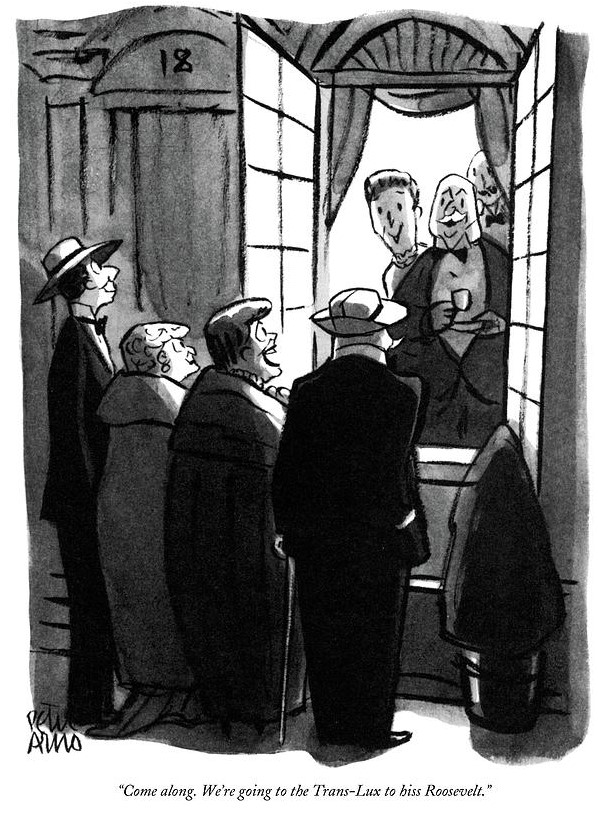 18
Peter
Arno
“Come along. We’re going to the Trans-Lux to hiss Roosevelt.”